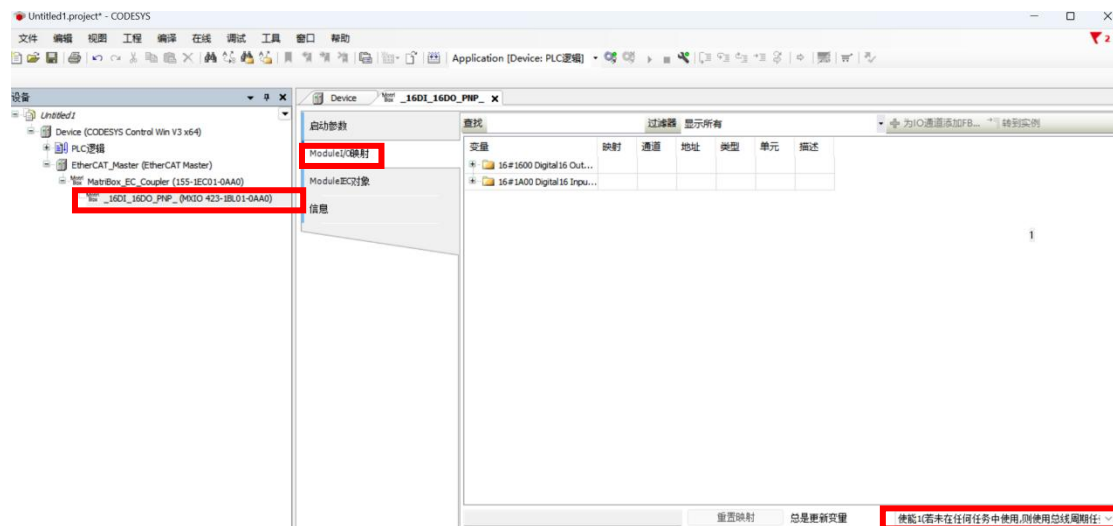 Untitled1.project* - CODESYS
文件 编辑 视图 工程 编译 在线 调试 工具 窗口 帮助
2
Application [Device: PLC逻辑]
设备
Device
_16DI_16DO_PNP_
Untitled1
Device (CODESYS Control Win V3 x64)
PLC逻辑
EtherCAT_Master (EtherCAT Master)
MatriBox_EC_Coupler (155-1EC01-0AA0)
_16DI_16DO_PNP_ (MXIO 423-1BL01-0AA0)
启动参数
ModuleI/O映射
ModuleIEC对象
信息
查找 过滤器 显示所有 为IO通道添加FB... 转到实例
变量 映射 通道 地址 类型 单元 描述
16#1600 Digital16 Out...
16#1A00 Digital16 Inpu...
1
重置映射 总是更新变量 使能1(若未在任何任务中使用,则使用总线周期任